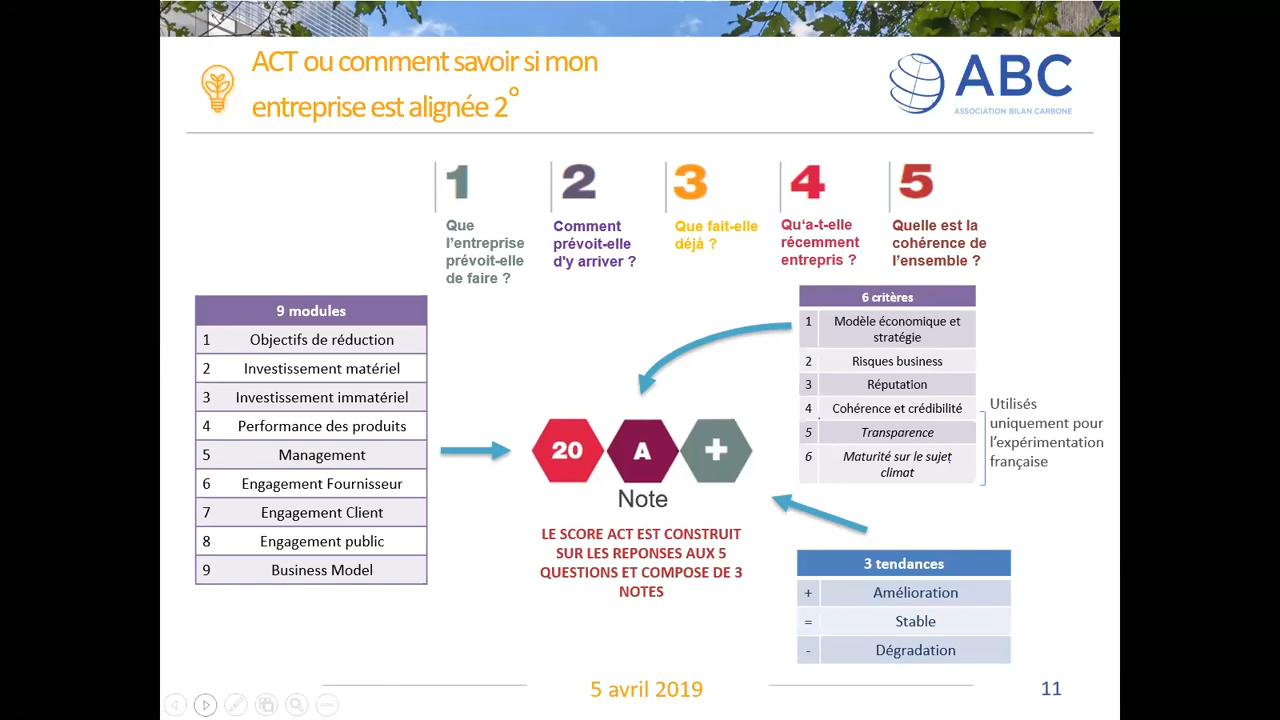 ACT ou comment savoir si mon
entreprise est alignée 2°
ABC
ASSOCIATION BILAN CARBONE
1
Que
l'entreprise
prévoit-elle
de faire ?
2
Comment
prévoit-elle
d'y arriver ?
3
Que fait-elle
déjà ?
4
Qu'a-t-elle
récemment
entrepris ?
5
Quelle est la
cohérence de
l'ensemble ?
9 modules
1 Objectifs de réduction
2 Investissement matériel
3 Investissement immatériel
4 Performance des produits
5 Management
6 Engagement Fournisseur
7 Engagement Client
8 Engagement public
9 Business Model
20 A +
Note
LE SCORE ACT EST CONSTRUIT
SUR LES REPONSES AUX 5
QUESTIONS ET COMPOSE DE 3
NOTES
6 critères
1 Modèle économique et
stratégie
2 Risques business
3 Réputation
4 Cohérence et crédibilité
5 Transparence
6 Maturité sur le sujet
climat
Utilisés
uniquement pour
l'expérimentation
française
3 tendances
+ Amélioration
= Stable
- Dégradation
5 avril 2019
11